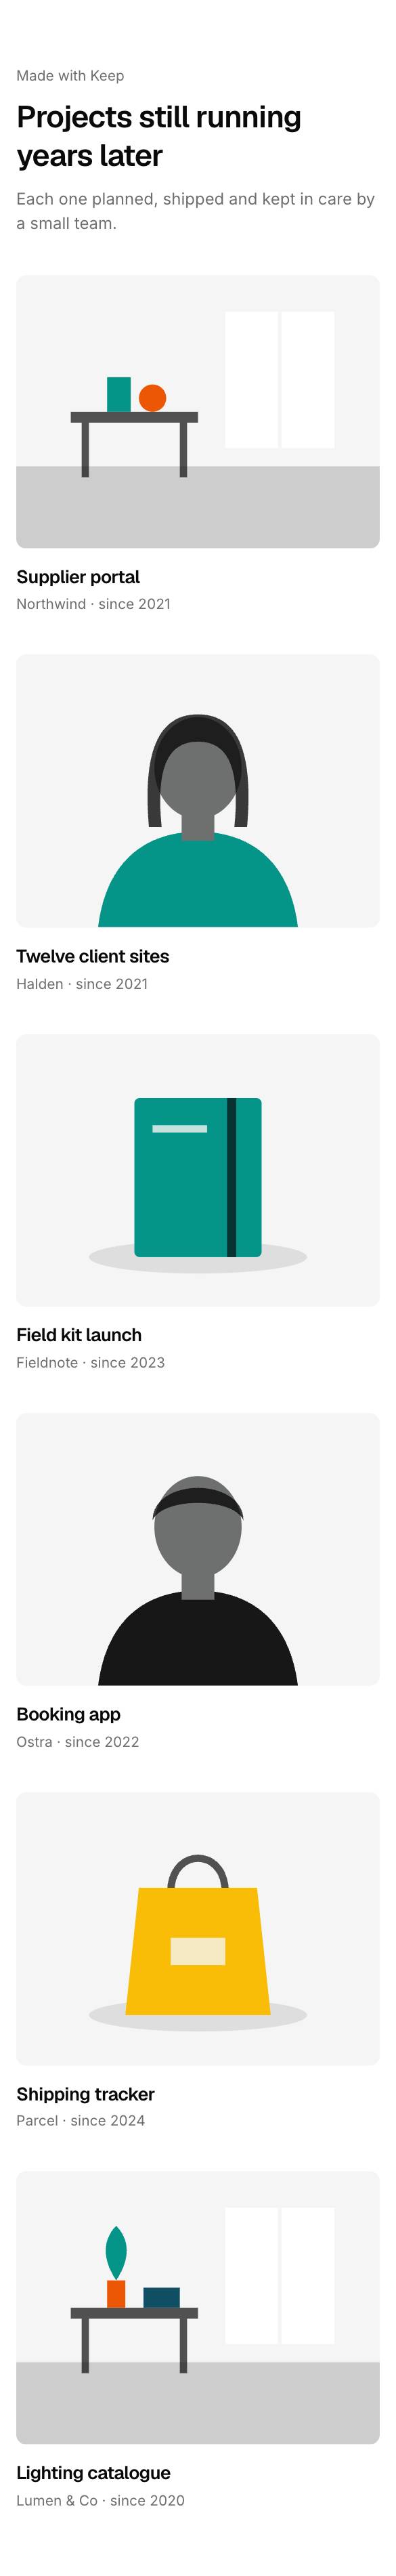 Made with Keep
Projects still running
years later
Each one planned, shipped and kept in care by
a small team.
Supplier portal
Northwind · since 2021
Twelve client sites
Halden · since 2021
Field kit launch
Fieldnote · since 2023
Booking app
Ostra · since 2022
Shipping tracker
Parcel · since 2024
Lighting catalogue
Lumen & Co · since 2020